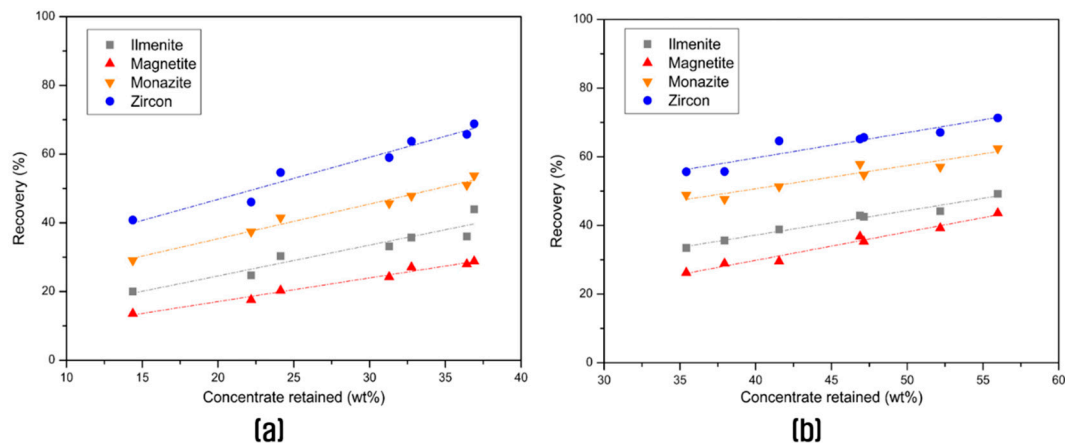 100
80
60
40
20
0
Recovery (%)
Ilmenite
Magnetite
Monazite
Zircon
10 15 20 25 30 35 40
Concentrate retained (wt%)
(a)
100
80
60
40
20
0
Recovery (%)
Ilmenite
Magnetite
Monazite
Zircon
30 35 40 45 50 55 60
Concentrate retained (wt%)
(b)